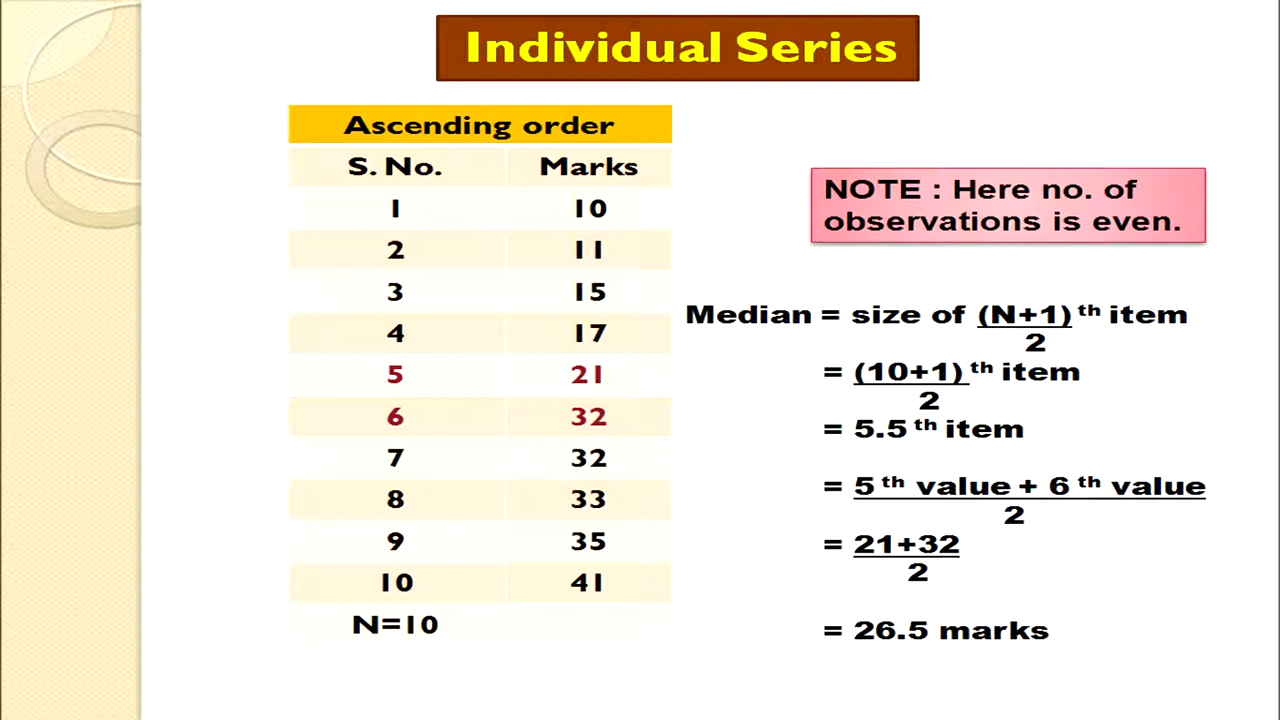 Individual Series
Ascending order
S. No. Marks
1 10
2 11
3 15
4 17
5 21
6 32
7 32
8 33
9 35
10 41
N=10
NOTE : Here no. of
observations is even.
Median = size of (N+1) th item
2
= (10+1) th item
2
= 5.5 th item
= 5 th value + 6 th value
2
= 21+32
2
= 26.5 marks